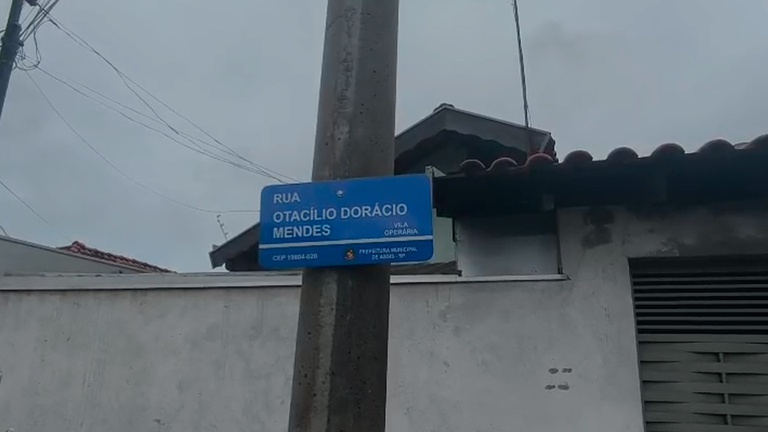 RUA
OTACÍLIO DORÁCIO
MENDES
VILA
OPERÁRIA
CEP 19804-020
PREFEITURA MUNICIPAL
DE ASSIS - SP